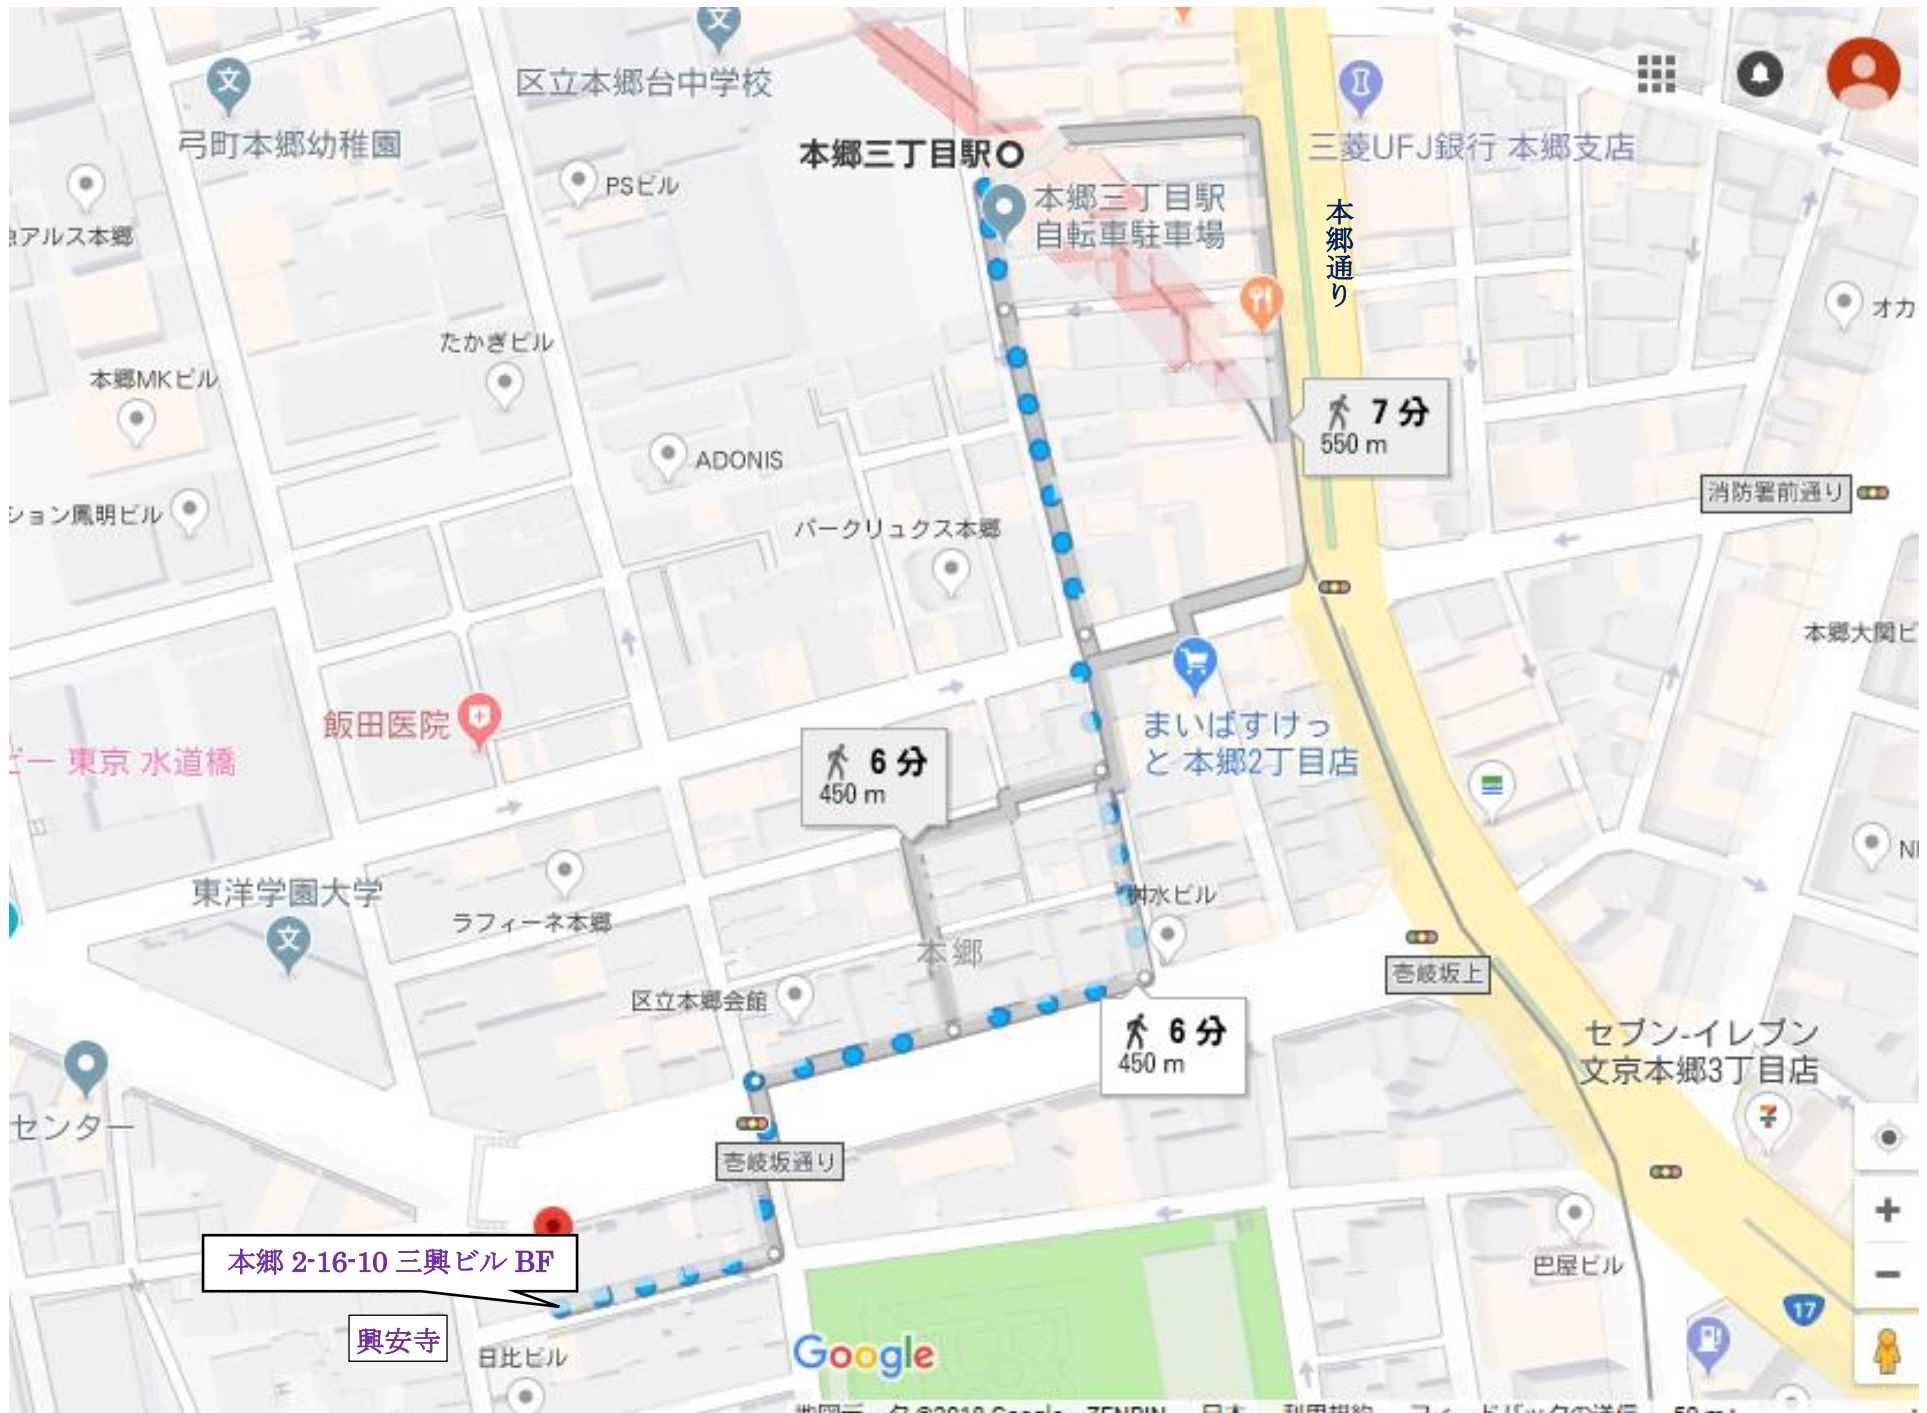 文
区立本郷台中学校
文
弓町本郷幼稚園
三菱UFJ銀行 本郷支店
本郷三丁目駅
PSビル
本郷三丁目駅
自転車駐車場
本郷通り
アルス本郷
オカ
たかぎビル
本郷MKビル
7 分
550 m
ADONIS
消防署前通り
ション鳳明ビル
パークリュクス本郷
本郷大関ビ
飯田医院
まいばすけっ
と 本郷2丁目店
ビー 東京 水道橋
6 分
450 m
東洋学園大学
文
ラフィーネ本郷
桝水ビル
本郷
壱岐坂上
区立本郷会館
6 分
450 m
セブン-イレブン
文京本郷3丁目店
センター
壱岐坂通り
本郷 2-16-10 三興ビル BF
巴屋ビル
17
興安寺
日比ビル
Google